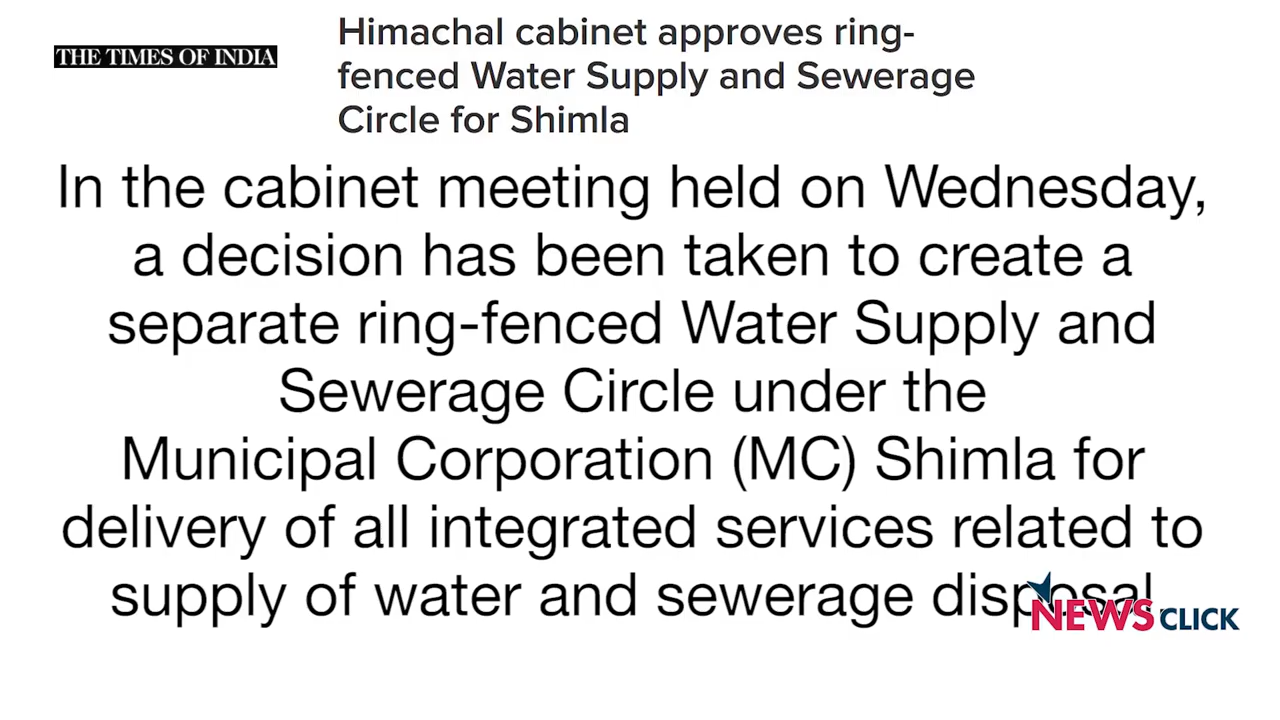 THE TIMES OF INDIA
Himachal cabinet approves ring-
fenced Water Supply and Sewerage
Circle for Shimla
In the cabinet meeting held on Wednesday,
a decision has been taken to create a
separate ring-fenced Water Supply and
Sewerage Circle under the
Municipal Corporation (MC) Shimla for
delivery of all integrated services related to
supply of water and sewerage disposal.
NEWSCLICK